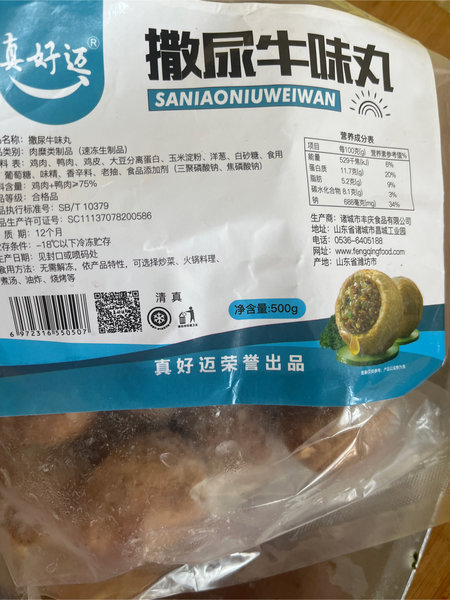 真好迈®
撒尿牛味丸
SANIAONIUWEIWAN
品名称：撒尿牛味丸
品类别：肉糜类制品（速冻生制品）
料 表：鸡肉、鸭肉、鸡皮、大豆分离蛋白、玉米淀粉、洋葱、白砂糖、食用
葡萄糖、味精、香辛料、老抽、食品添加剂（三聚磷酸钠、焦磷酸钠）
料含量：鸡肉+鸭肉≥75%
量等级：合格品
品执行标准号：SB/T 10379
产许可证号：SC11137078200586
质 期：12个月
存条件：-18℃以下冷冻贮存
产日期：见封口或喷码处
食用方法：无需解冻，依产品特性，可选择炒菜、火锅料理、
煮汤、油炸、烧烤等
营养成分表
项目 每100克(g) 营养素参考值%
能量 529千焦(kJ) 6%
蛋白质 11.7克(g) 20%
脂肪 5.2克(g) 9%
碳水化合物 8.1克(g) 3%
钠 688毫克(mg) 34%
生产商：诸城市丰庆食品有限公司
地址：山东省诸城市昌城工业园
电话：0536-6405188
网址：www.fengqingfood.com
产地：山东省潍坊市
6 972316 550507
清真
净含量:500g
真好迈荣誉出品